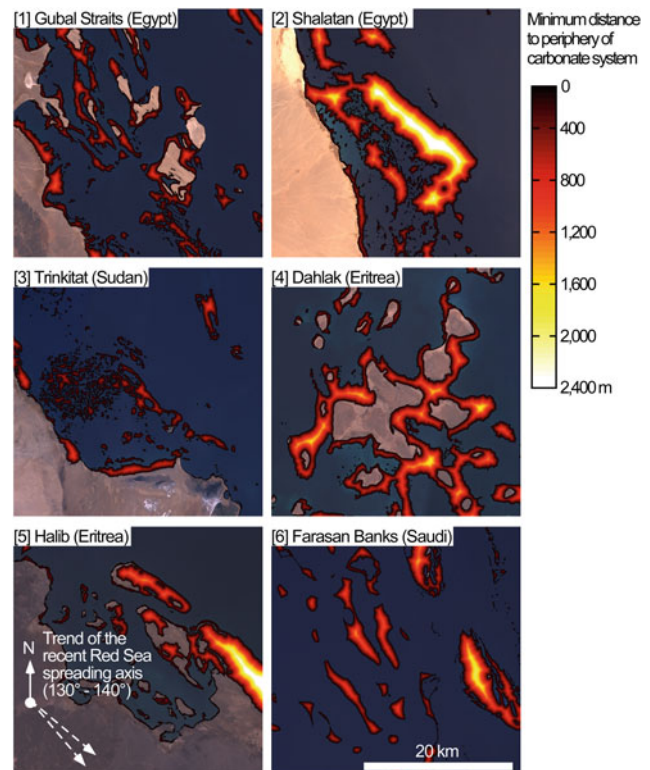 [1] Gubal Straits (Egypt)
[2] Shalatan (Egypt)
Minimum distance
to periphery of
carbonate system
0
400
800
1,200
1,600
2,000
2,400 m
[3] Trinkitat (Sudan)
[4] Dahlak (Eritrea)
[5] Halib (Eritrea)
[6] Farasan Banks (Saudi)
Trend of the
N
recent Red Sea
spreading axis
(130° - 140°)
20 km